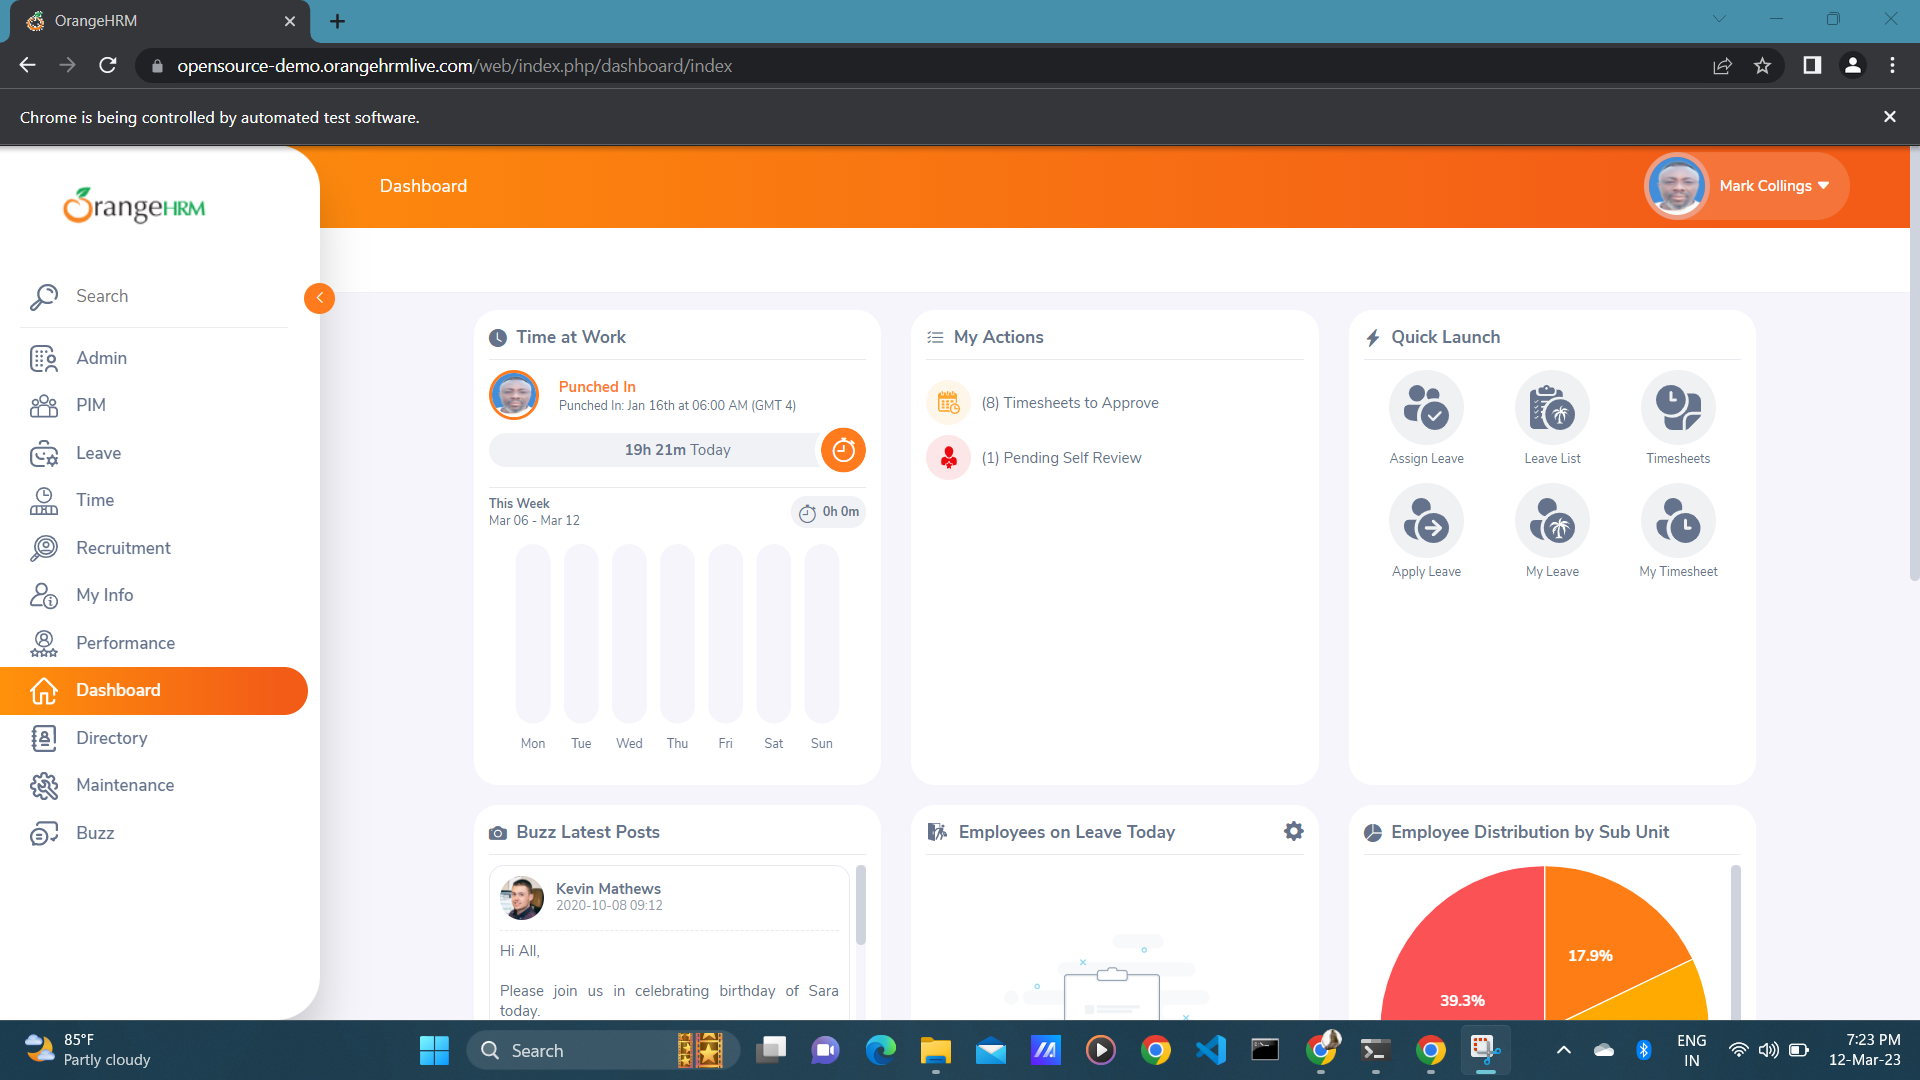 OrangeHRM
opensource-demo.orangehrmlive.com/web/index.php/dashboard/index
Chrome is being controlled by automated test software.
OrangeHRM
Search
Admin
PIM
Leave
Time
Recruitment
My Info
Performance
Dashboard
Directory
Maintenance
Buzz
Dashboard
Mark Collings
Time at Work
Punched In
Punched In: Jan 16th at 06:00 AM (GMT 4)
19h 21m Today
This Week
Mar 06 - Mar 12
0h 0m
Mon Tue Wed Thu Fri Sat Sun
My Actions
(8) Timesheets to Approve
(1) Pending Self Review
Quick Launch
Assign Leave Leave List Timesheets
Apply Leave My Leave My Timesheet
Buzz Latest Posts
Kevin Mathews
2020-10-08 09:12
Hi All,
Please join us in celebrating birthday of Sara
today.
Employees on Leave Today
Employee Distribution by Sub Unit
17.9%
39.3%
85°F
Partly cloudy
Search
ENG
IN
7:23 PM
12-Mar-23